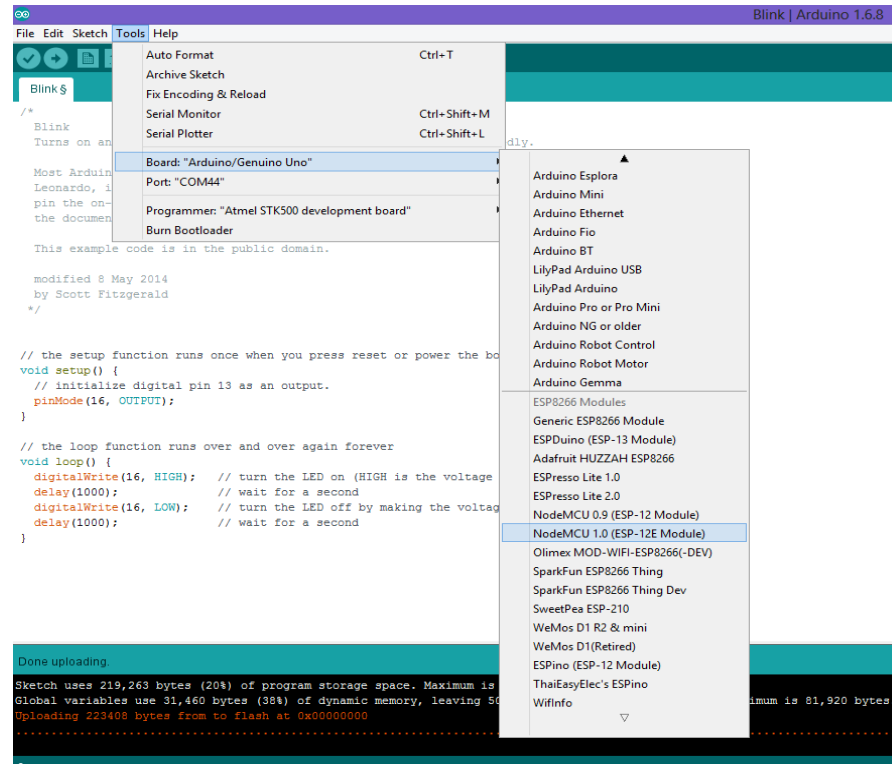 Blink | Arduino 1.6.8
File Edit Sketch Tools Help
Blink §
Auto Format Ctrl+T
Archive Sketch
Fix Encoding & Reload
Serial Monitor Ctrl+Shift+M
Serial Plotter Ctrl+Shift+L
Board: "Arduino/Genuino Uno"
Port: "COM44"
Programmer: "Atmel STK500 development board"
Burn Bootloader
Arduino Esplora
Arduino Mini
Arduino Ethernet
Arduino Fio
Arduino BT
LilyPad Arduino USB
LilyPad Arduino
Arduino Pro or Pro Mini
Arduino NG or older
Arduino Robot Control
Arduino Robot Motor
Arduino Gemma
ESP8266 Modules
Generic ESP8266 Module
ESPDuino (ESP-13 Module)
Adafruit HUZZAH ESP8266
ESPresso Lite 1.0
ESPresso Lite 2.0
NodeMCU 0.9 (ESP-12 Module)
NodeMCU 1.0 (ESP-12E Module)
Olimex MOD-WIFI-ESP8266(-DEV)
SparkFun ESP8266 Thing
SparkFun ESP8266 Thing Dev
SweetPea ESP-210
WeMos D1 R2 & mini
WeMos D1(Retired)
ESPino (ESP-12 Module)
ThaiEasyElec's ESPino
WifInfo
/*
Blink
Turns on an dly.
Most Arduin
Leonardo, i
pin the on-
the documen
This example code is in the public domain.
modified 8 May 2014
by Scott Fitzgerald
*/
// the setup function runs once when you press reset or power the bo
void setup() {
// initialize digital pin 13 as an output.
pinMode(16, OUTPUT);
}
// the loop function runs over and over again forever
void loop() {
digitalWrite(16, HIGH); // turn the LED on (HIGH is the voltage
delay(1000); // wait for a second
digitalWrite(16, LOW); // turn the LED off by making the voltag
delay(1000); // wait for a second
}
Done uploading.
Sketch uses 219,263 bytes (20%) of program storage space. Maximum is
Global variables use 31,460 bytes (38%) of dynamic memory, leaving 50 imum is 81,920 bytes
Uploading 223408 bytes from to flash at 0x00000000